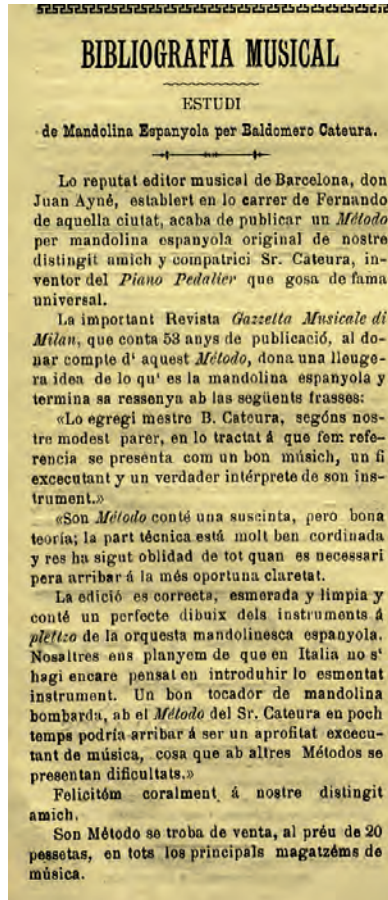 BIBLIOGRAFIA MUSICAL
ESTUDI
de Mandolina Espanyola per Baldomero Cateura.
Lo reputat editor musical de Barcelona, don
Juan Ayné, establert en lo carrer de Fernando
de aquella ciutat, acaba de publicar un Método
per mandolina espanyola original de nostre
distingit amich y compatrici Sr. Cateura, in-
ventor del Piano Pedalier que gosa de fama
universal.
La important Revista Gazzetta Musicale di
Milan, que conta 53 anys de publicació, al do-
nar compte d' aquest Método, dona una lleuge-
ra idea de lo qu' es la mandolina espanyola y
termina sa ressenya ab las següents frasses:
«Lo egregi mestre B. Cateura, segóns nos-
tre modest parer, en lo tractat á que fem refe-
rencia se presenta com un bon músich, un fi
excecutant y un verdader intérprete de son ins-
trument.»
«Son Método conté una suscinta, pero bona
teoría; la part técnica está molt ben cordinada
y res ha sigut oblidad de tot quan es necessari
pera arribar á la més oportuna claretat.
La edició es correcta, esmerada y limpia y
conté un perfecte dibuix dels instruments á
plettzo de la orquesta mandolinesca espanyola.
Nosaltres ens planyem de que en Italia no s'
hagi encare pensat en introduhir lo esmentat
instrument. Un bon tocador de mandolina
bombarda, ab el Método del Sr. Cateura en poch
temps podría arribar á ser un aprofitat excecu-
tant de música, cosa que ab altres Métodos se
presentan dificultats.»
Felicitém coralment á nostre distingit
amich.
Son Método se troba de venta, al préu de 20
pessetas, en tots los principals magatzéms de
música.